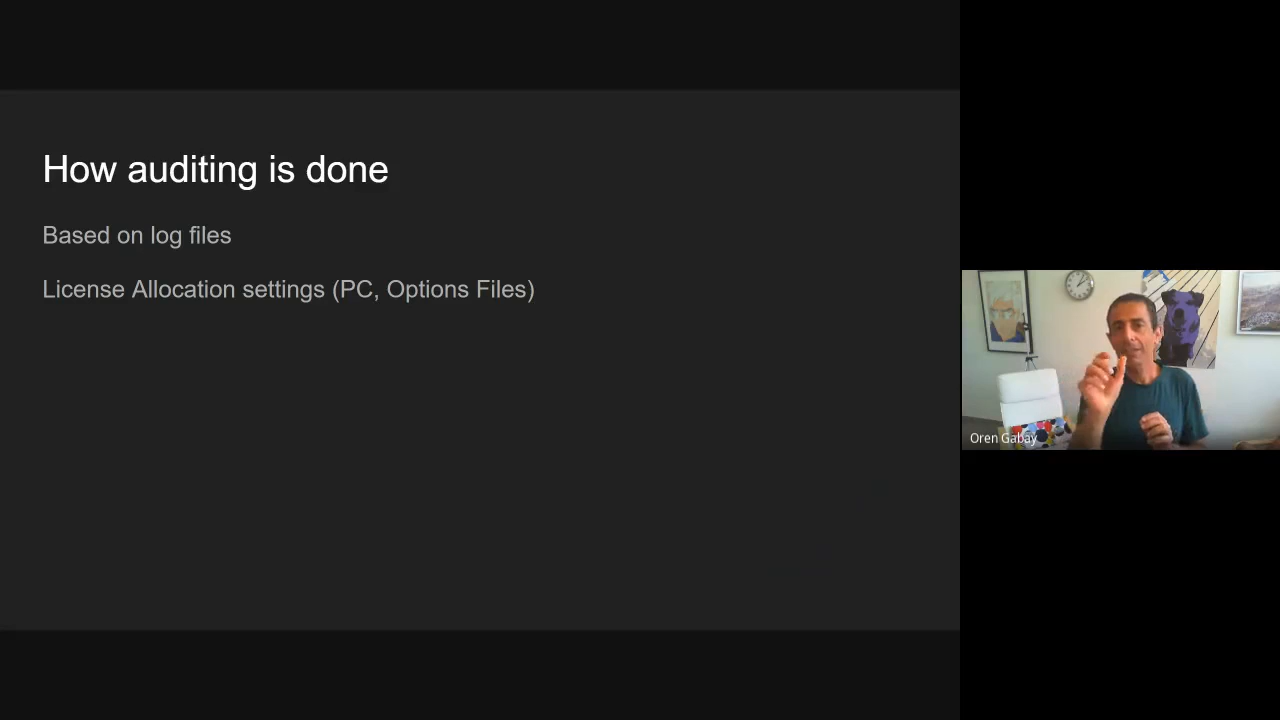 How auditing is done
Based on log files
License Allocation settings (PC, Options Files)
Oren Gabay